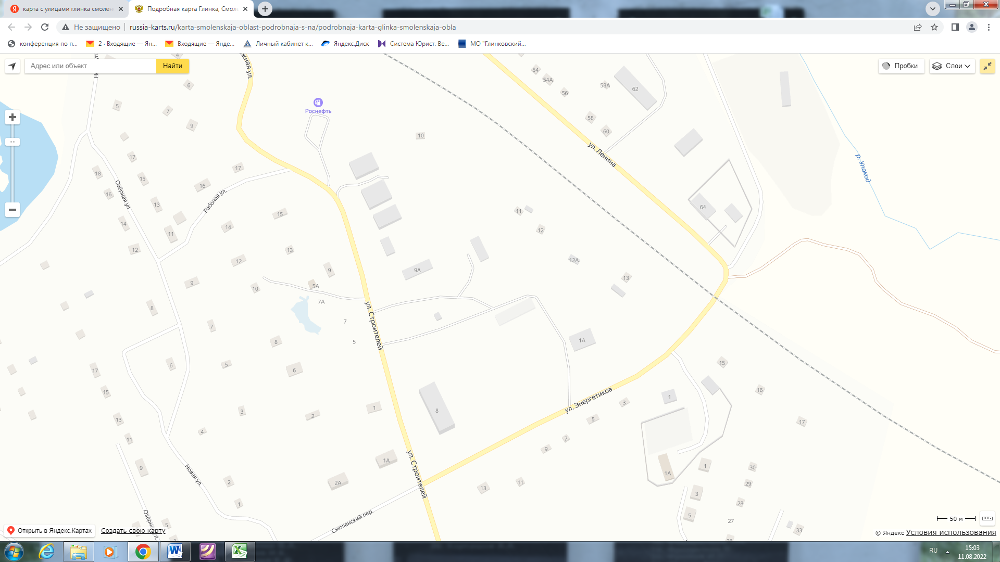 карта с улицами глинка смолен
Подробная карта Глинка, Смоле
Не защищено
russia-karts.ru/karta-smolenskaja-oblast-podrobnaja-s-na/podrobnaja-karta-glinka-smolenskaja-obla
конференция по п...
2 · Входящие — Ян...
Входящие — Янде...
Личный кабинет к...
Яндекс.Диск
Система Юрист. Ве...
МО "Глинковский...
Адрес или объект
Найти
Пробки
Слои
4
6
5
7
9
Роснефть
10
54
54А
56
58А
62
58
60
ул. Ленина
р. Упокой
17
18
15
16
13
14
11
12
Озёрная ул.
17
16
Рабочая ул.
15
14
13
12
9
10
9
5А
7А
7
5
9А
11
12
12А
13
64
ул. Строителей
8
7
8
6
5
6
17
15
3
4
2
1
13
11
9
8
1А
2А
1А
ул. Энергетиков
3
5
7
9
11
13
1
15
16
17
1А
1
3
5
30
29
28
27
26
33
Новая ул.
2
1
5
3
Озёрная ул.
ул. Строителей
Смоленский пер.
50 м
Открыть в Яндекс.Картах
Создать свою карту
© Яндекс Условия использования
RU
15:03
11.08.2022